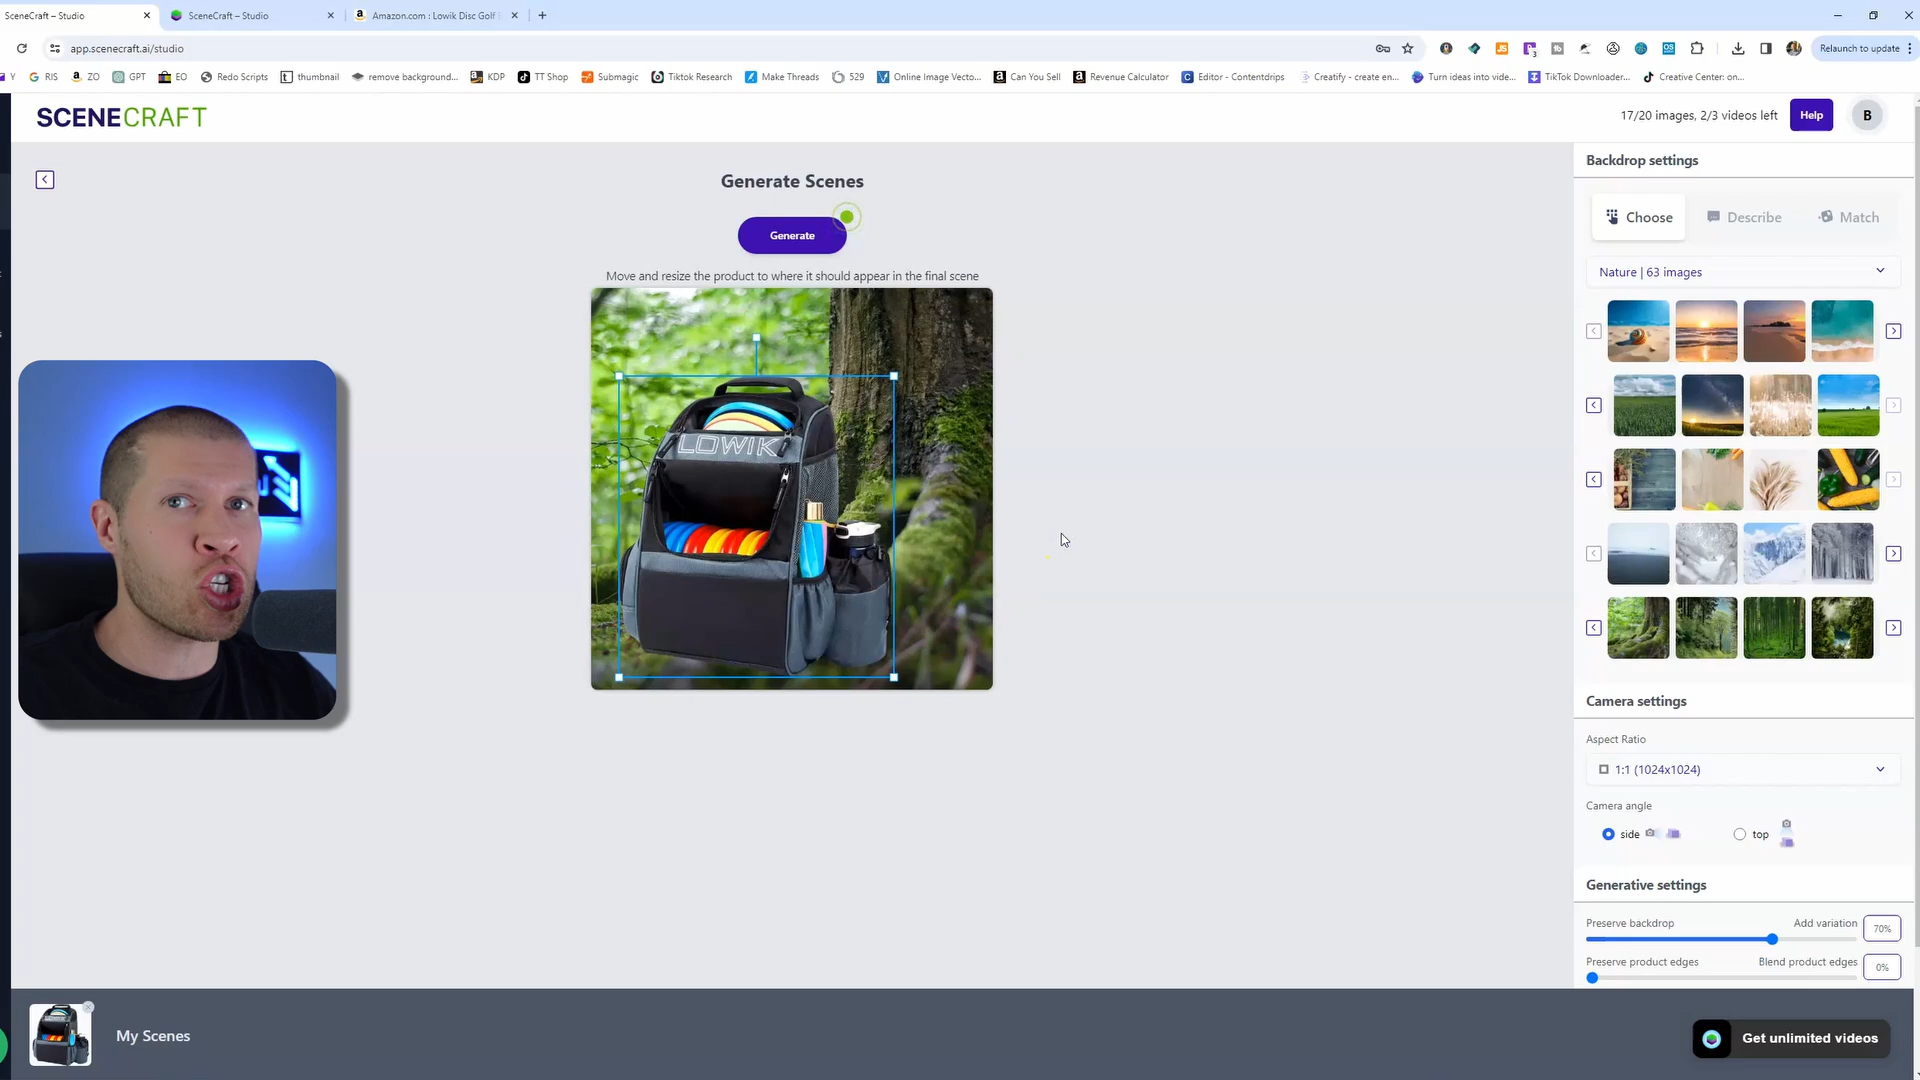 SceneCraft – Studio
SceneCraft – Studio
Amazon.com : Lowik Disc Golf
app.scenecraft.ai/studio
Relaunch to update
Y
RIS
ZO
GPT
EO
Redo Scripts
thumbnail
remove background...
KDP
TT Shop
Submagic
Tiktok Research
Make Threads
529
Online Image Vecto...
Can You Sell
Revenue Calculator
Editor - Contentdrips
Creatify - create en...
Turn ideas into vide...
TikTok Downloader...
Creative Center: on...
SCENECRAFT
17/20 images, 2/3 videos left
Help
B
Generate Scenes
Generate
Move and resize the product to where it should appear in the final scene
LOWIK
Backdrop settings
Choose
Describe
Match
Nature | 63 images
Camera settings
Aspect Ratio
1:1 (1024x1024)
Camera angle
side
top
Generative settings
Preserve backdrop
Add variation
70%
Preserve product edges
Blend product edges
0%
My Scenes
Get unlimited videos